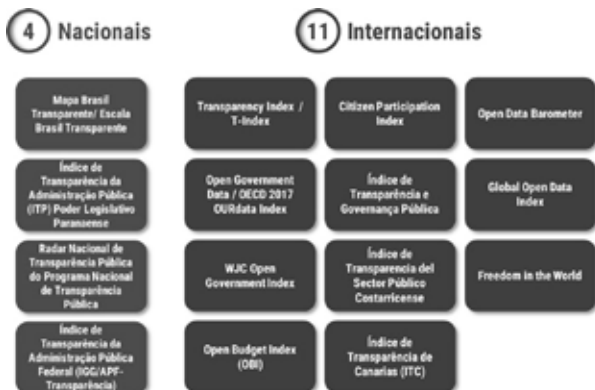 4 Nacionais
11 Internacionais
Mapa Brasil
Transparente/ Escala
Brasil Transparente
Índice de
Transparência da
Administração Pública
(ITP) Poder Legislativo
Paranaense
Radar Nacional de
Transparência Pública
do Programa Nacional
de Transparência
Pública
Índice de
Transparência da
Administração Pública
Federal (IGG/APF-
Transparência)
Transparency Index /
T-Index
Open Government
Data / OECD 2017
OURdata Index
WJC Open
Government Index
Open Budget Index
(OBI)
Citizen Participation
Index
Índice de
Transparência e
Governança Pública
Índice de
Transparencia del
Sector Público
Costarricense
Índice de
Transparência de
Canarias (ITC)
Open Data Barometer
Global Open Data
Index
Freedom in the World